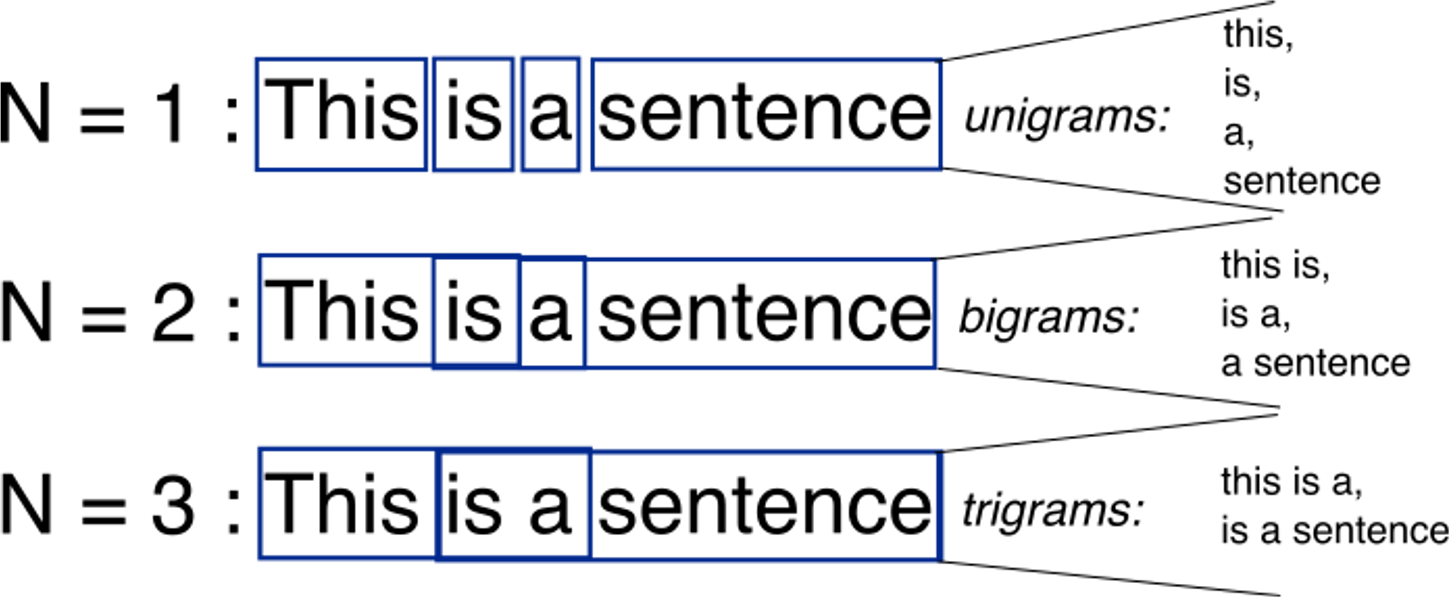 N = 1 : This is a sentence unigrams:
this,
is,
a,
sentence
N = 2 : This is a sentence bigrams:
this is,
is a,
a sentence
N = 3 : This is a sentence trigrams:
this is a,
is a sentence